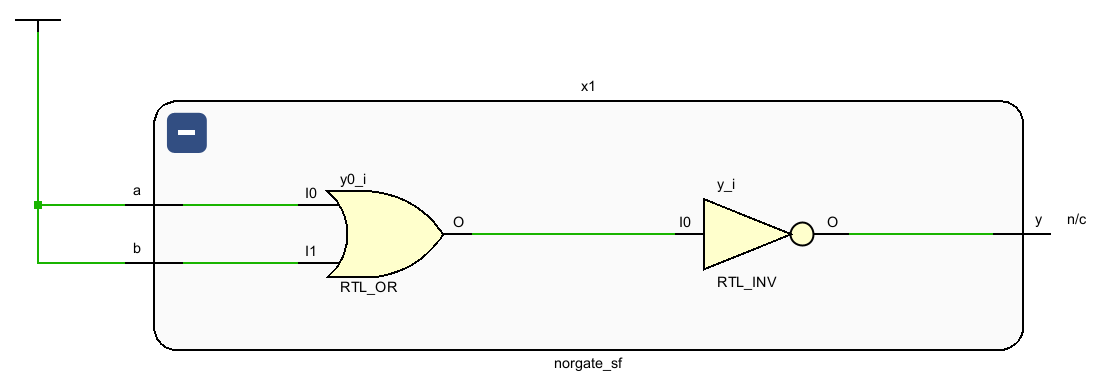 x1
a
I0
y0_i
O
b
I1
RTL_OR
y_i
I0
O
RTL_INV
y
n/c
norgate_sf